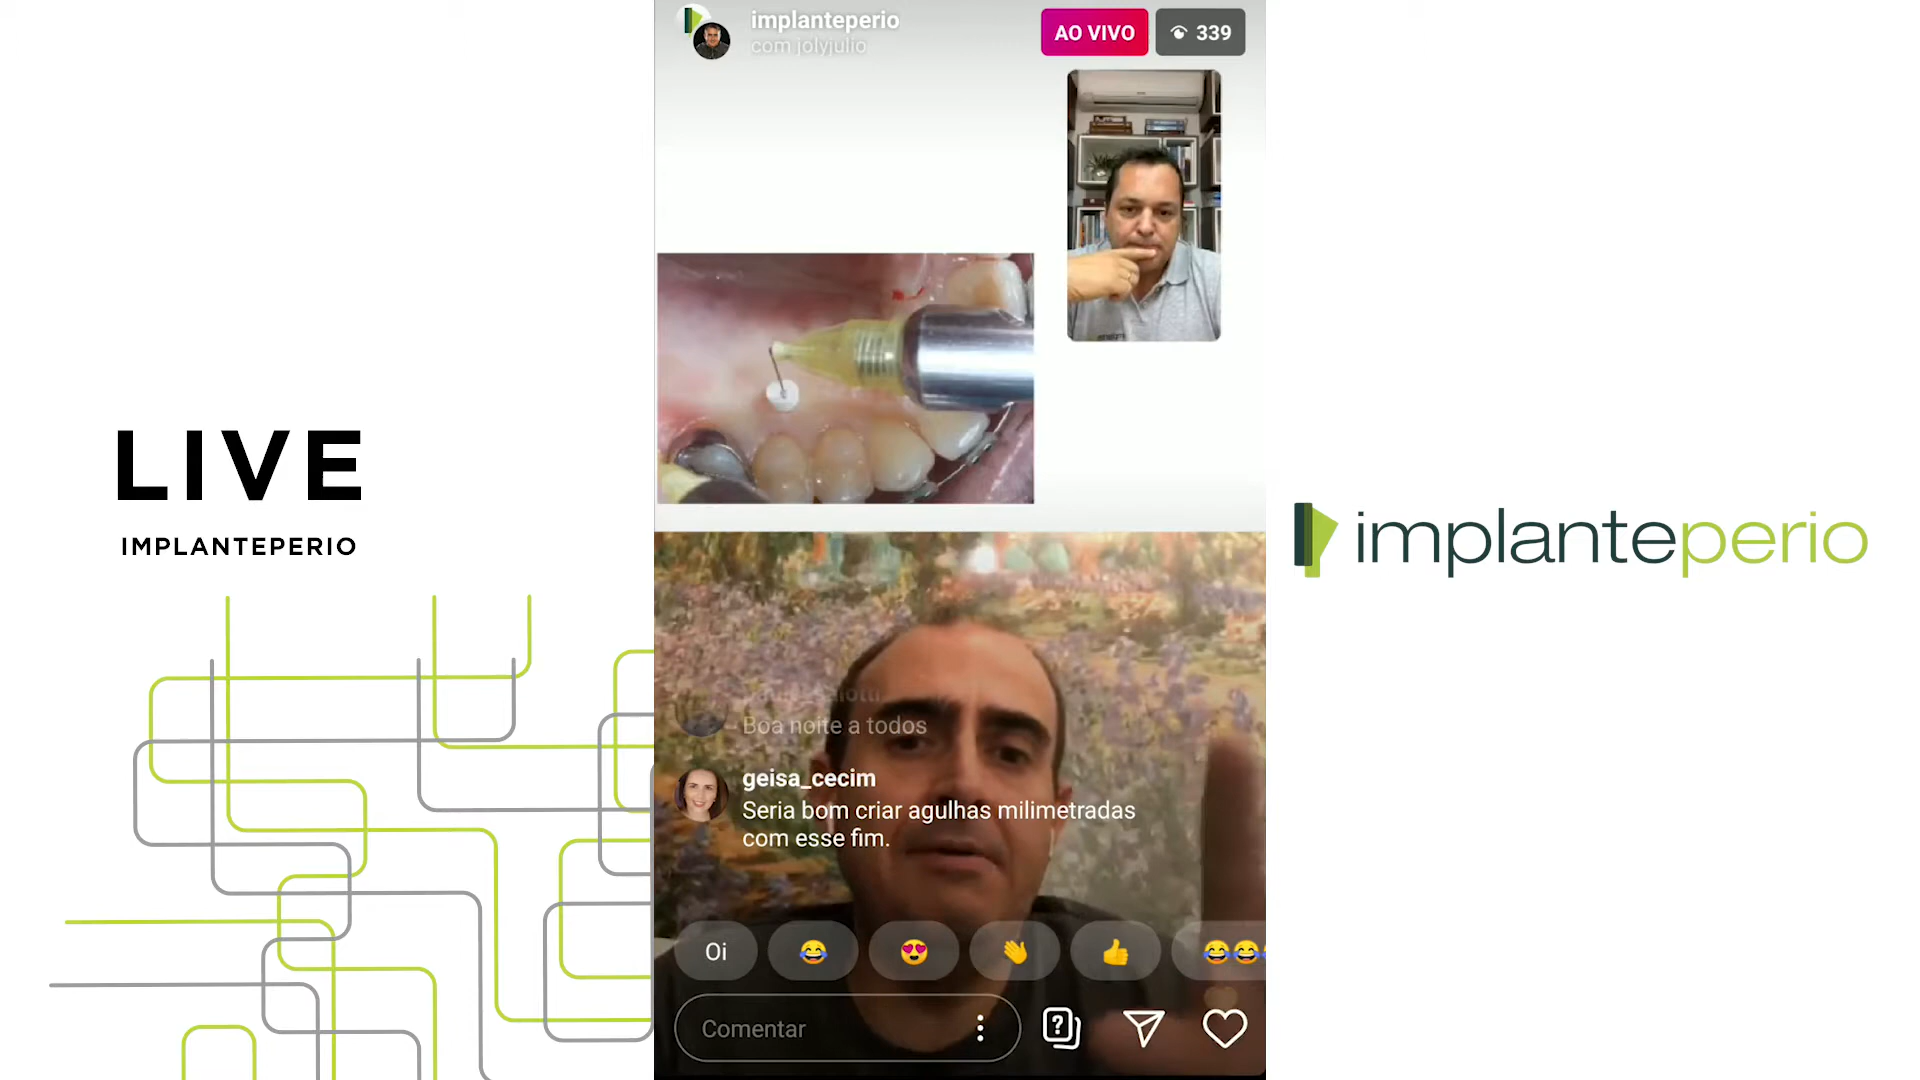 LIVE
IMPLANTEPERIO
implanteperio
com jolyjulio
AO VIVO
339
Boa noite a todos
geisa_cecim
Seria bom criar agulhas milimetradas
com esse fim.
Oi
Comentar
implanteperio